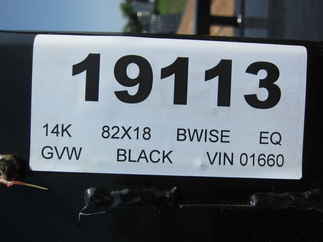 19113
14K 82X18 BWISE EQ
GVW BLACK VIN 01660